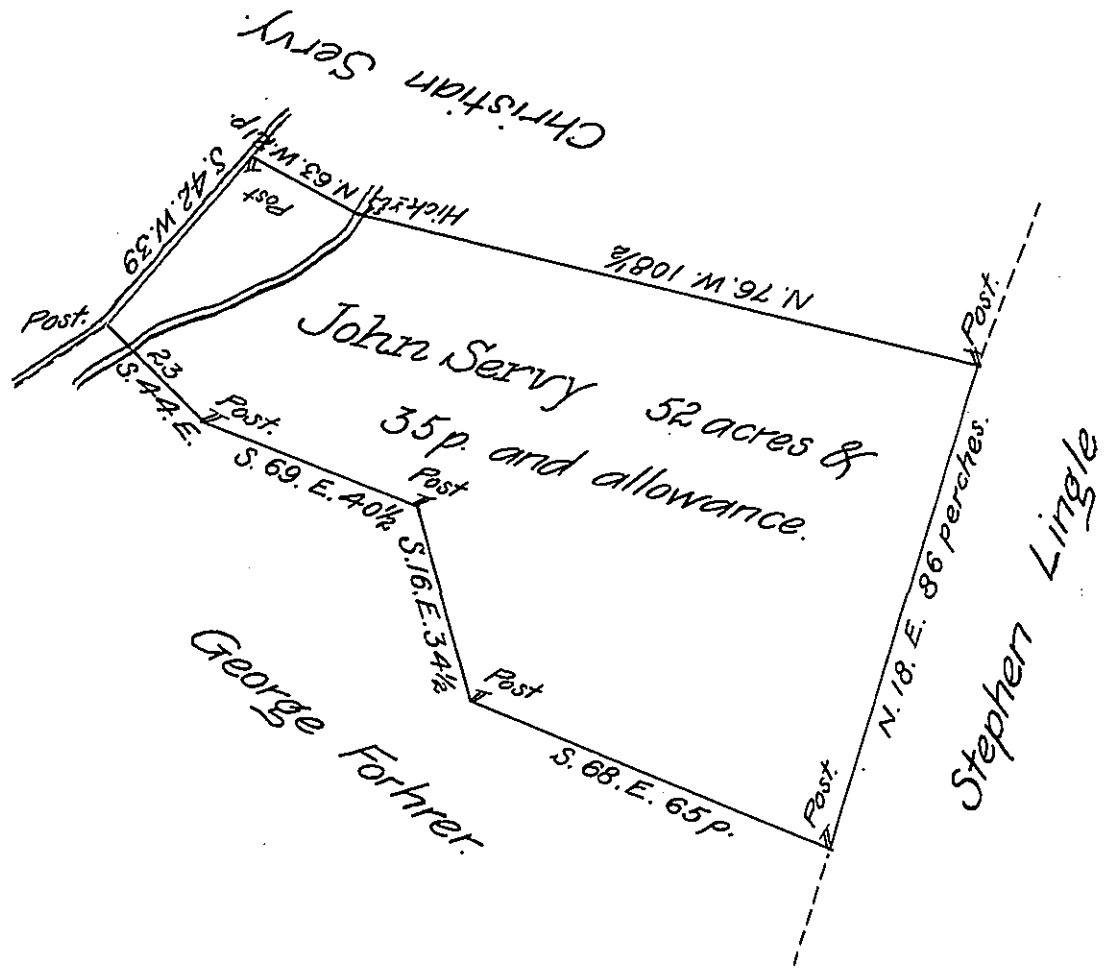 Christian Servy.
S. 42. W. 39
N. 63. W.
Post
N. 76. W. 108½
Post.
Post.
23
S. 44. E.
Post.
S. 69. E. 40½
Post
S. 16. E. 34½
Post
S. 68. E. 65 p.
Post.
N. 18. E. 86 perches.
John Servy 52 acres &
35 p. and allowance.
George Forhrer.
Stephen Lingle